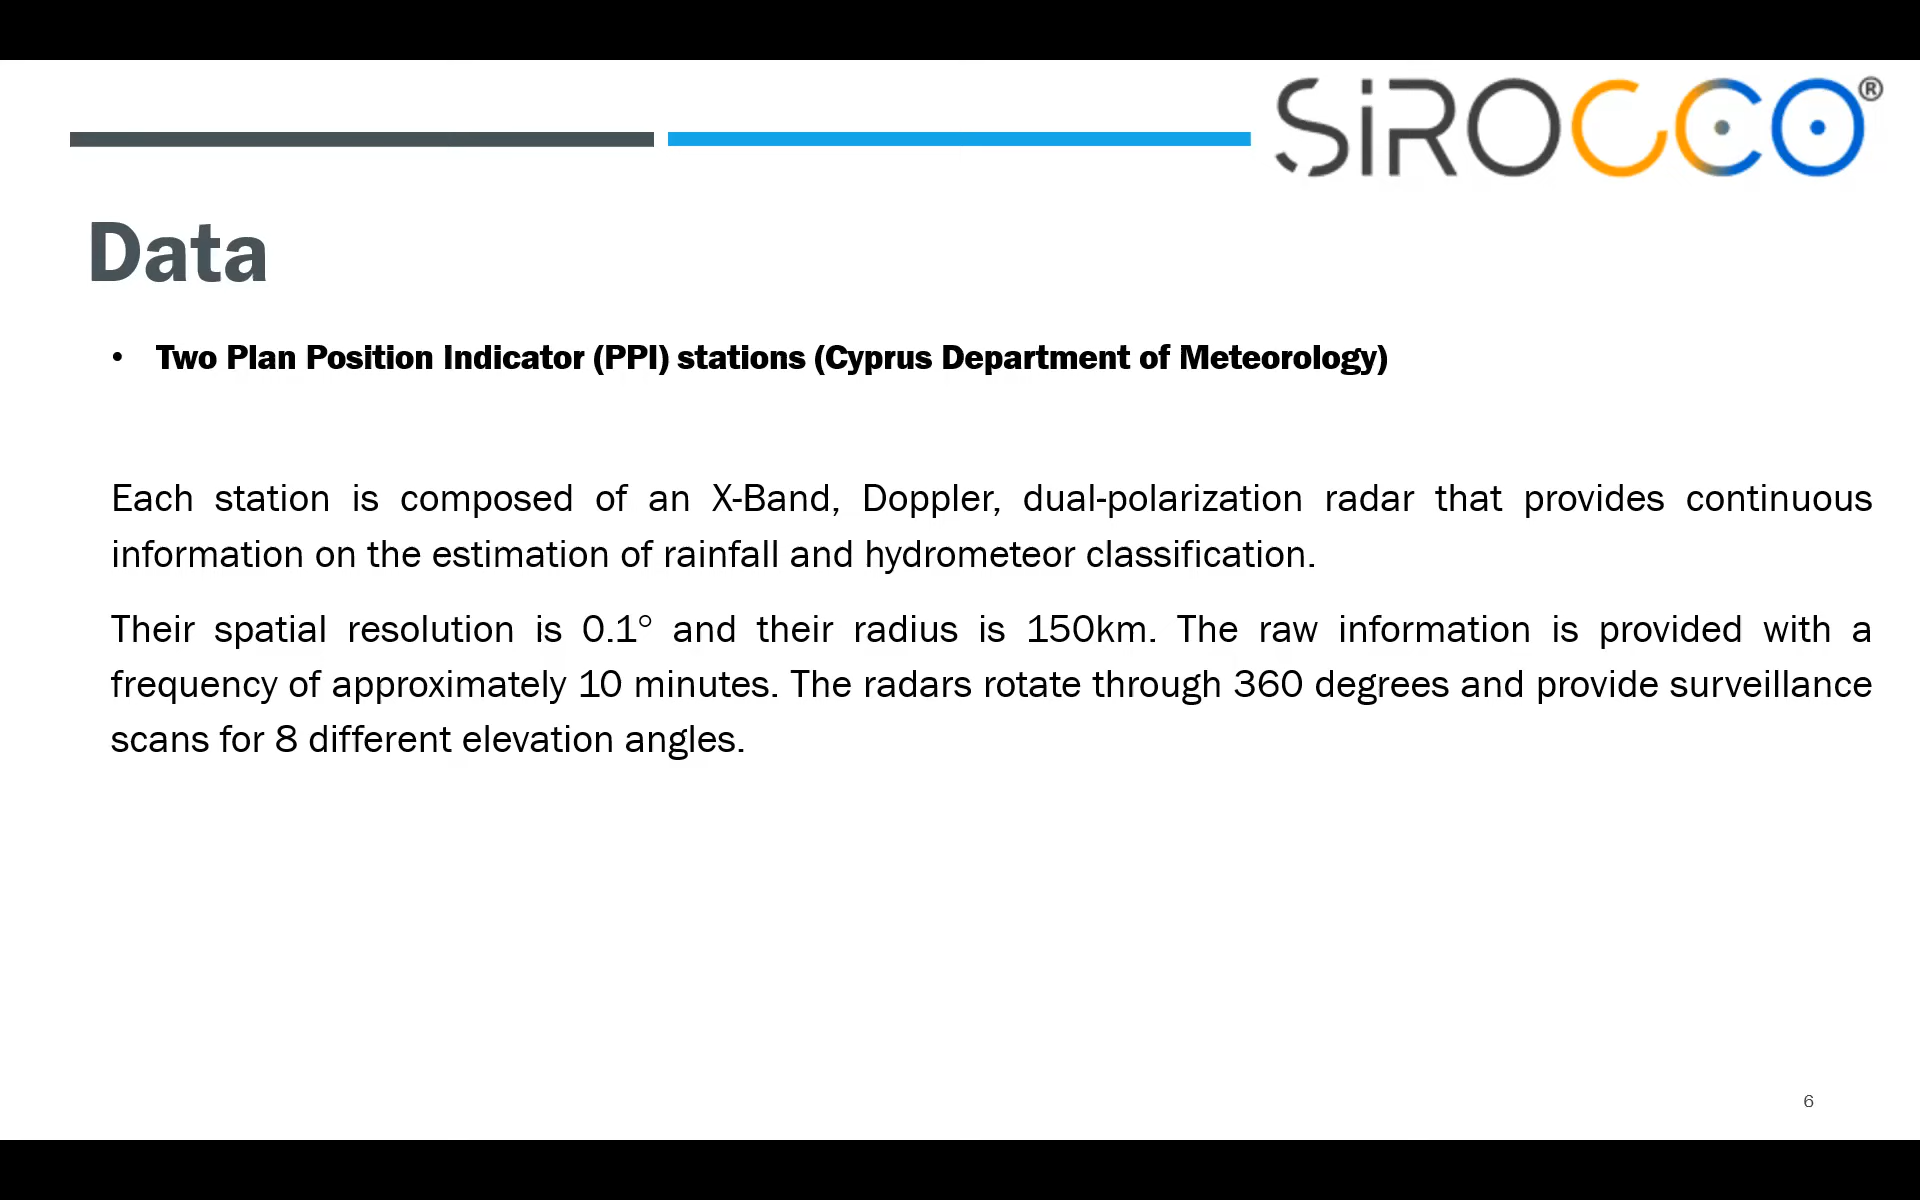 SiROCCO®
Data
• Two Plan Position Indicator (PPI) stations (Cyprus Department of Meteorology)
Each station is composed of an X-Band, Doppler, dual-polarization radar that provides continuous
information on the estimation of rainfall and hydrometeor classification.
Their spatial resolution is 0.1° and their radius is 150km. The raw information is provided with a
frequency of approximately 10 minutes. The radars rotate through 360 degrees and provide surveillance
scans for 8 different elevation angles.
6